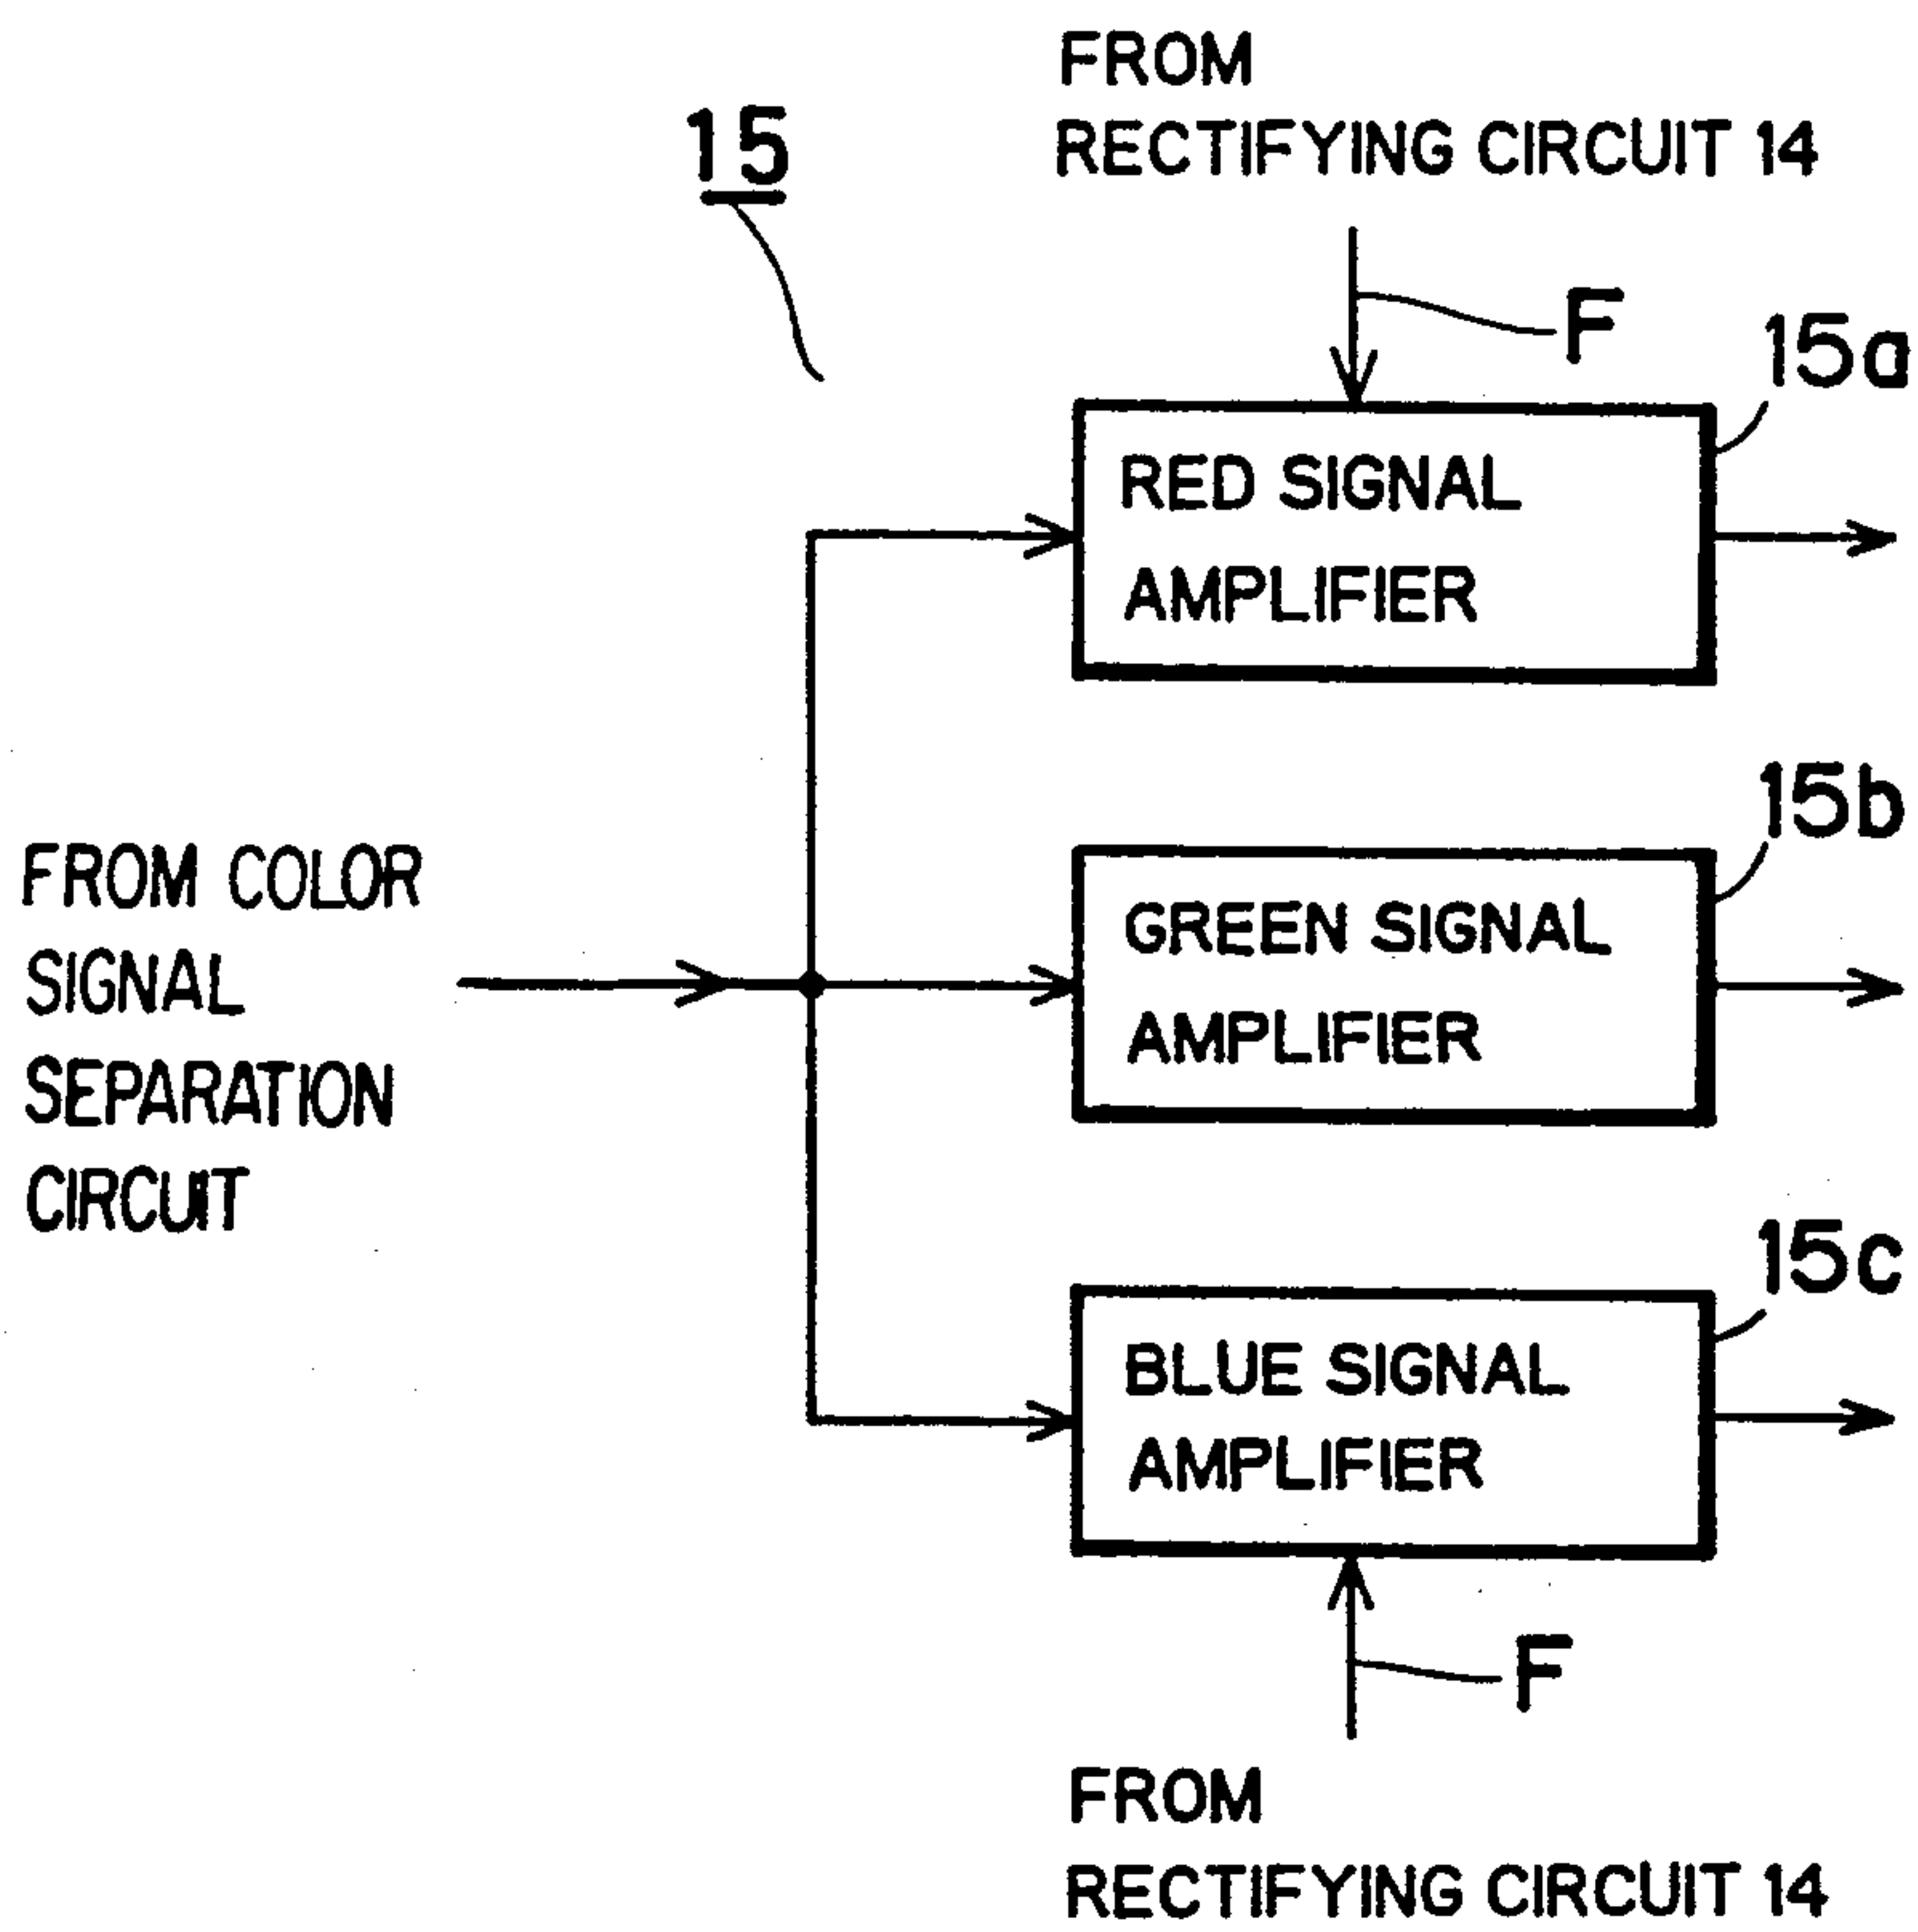 FROM
RECTIFYING CIRCUIT 14
15
F
15a
RED SIGNAL
AMPLIFIER
15b
FROM COLOR
SIGNAL
SEPARATION
CIRCUIT
GREEN SIGNAL
AMPLIFIER
15c
BLUE SIGNAL
AMPLIFIER
F
FROM
RECTIFYING CIRCUIT 14